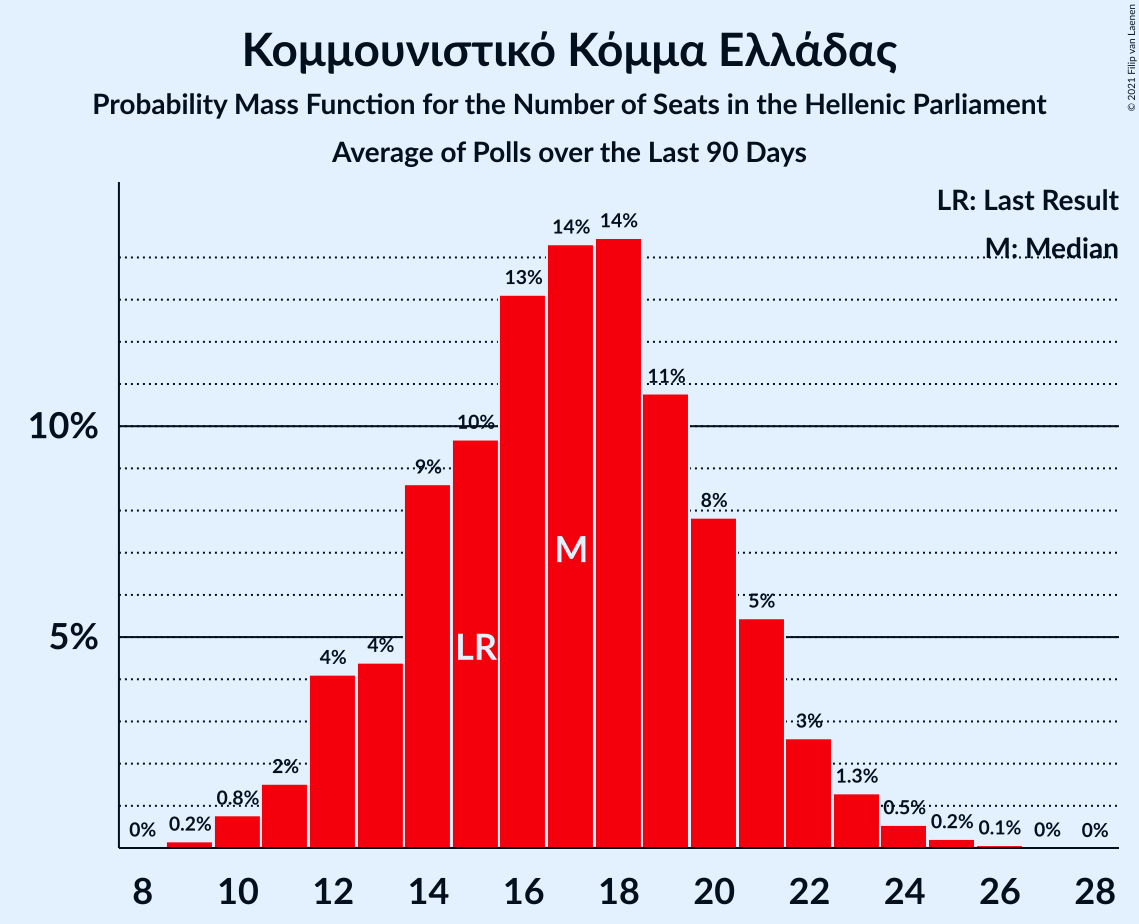 Κομμουνιστικό Κόμμα Ελλάδας
Probability Mass Function for the Number of Seats in the Hellenic Parliament
Average of Polls over the Last 90 Days
© 2021 Filip van Laenen
LR: Last Result
M: Median
10%
5%
0%
0.2%
0.8%
2%
4%
4%
9%
10%
13%
14%
14%
11%
8%
5%
3%
1.3%
0.5%
0.2%
0.1%
0%
0%
LR
M
8 10 12 14 16 18 20 22 24 26 28